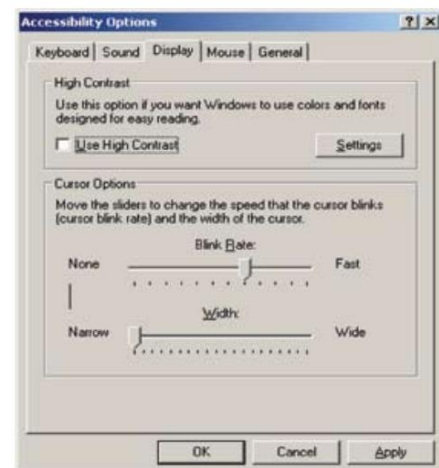 Accessibility Options
Keyboard Sound Display Mouse General
High Contrast
Use this option if you want Windows to use colors and fonts
designed for easy reading.
Use High Contrast
Settings
Cursor Options
Move the sliders to change the speed that the cursor blinks
(cursor blink rate) and the width of the cursor.
Blink Rate:
None
Fast
Width:
Narrow
Wide
OK
Cancel
Apply